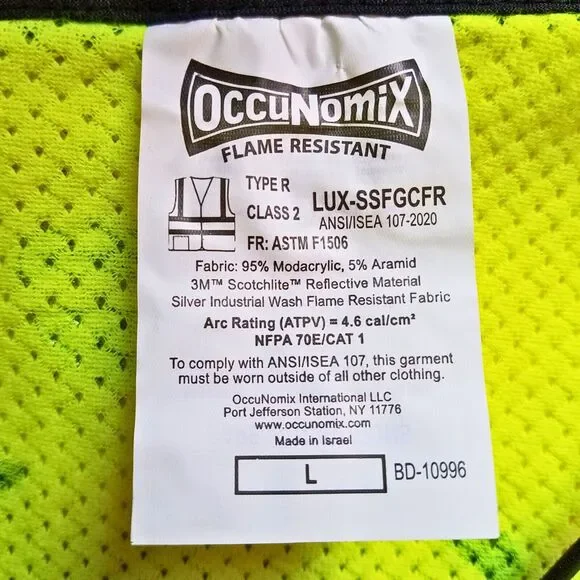 OccuNomiX
FLAME RESISTANT
TYPE R
CLASS 2
LUX-SSFGCFR
ANSI/ISEA 107-2020
FR: ASTM F1506
Fabric: 95% Modacrylic, 5% Aramid
3M™ Scotchlite™ Reflective Material
Silver Industrial Wash Flame Resistant Fabric
Arc Rating (ATPV) = 4.6 cal/cm²
NFPA 70E/CAT 1
To comply with ANSI/ISEA 107, this garment
must be worn outside of all other clothing.
OccuNomix International LLC
Port Jefferson Station, NY 11776
www.occunomix.com
Made in Israel
L
BD-10996